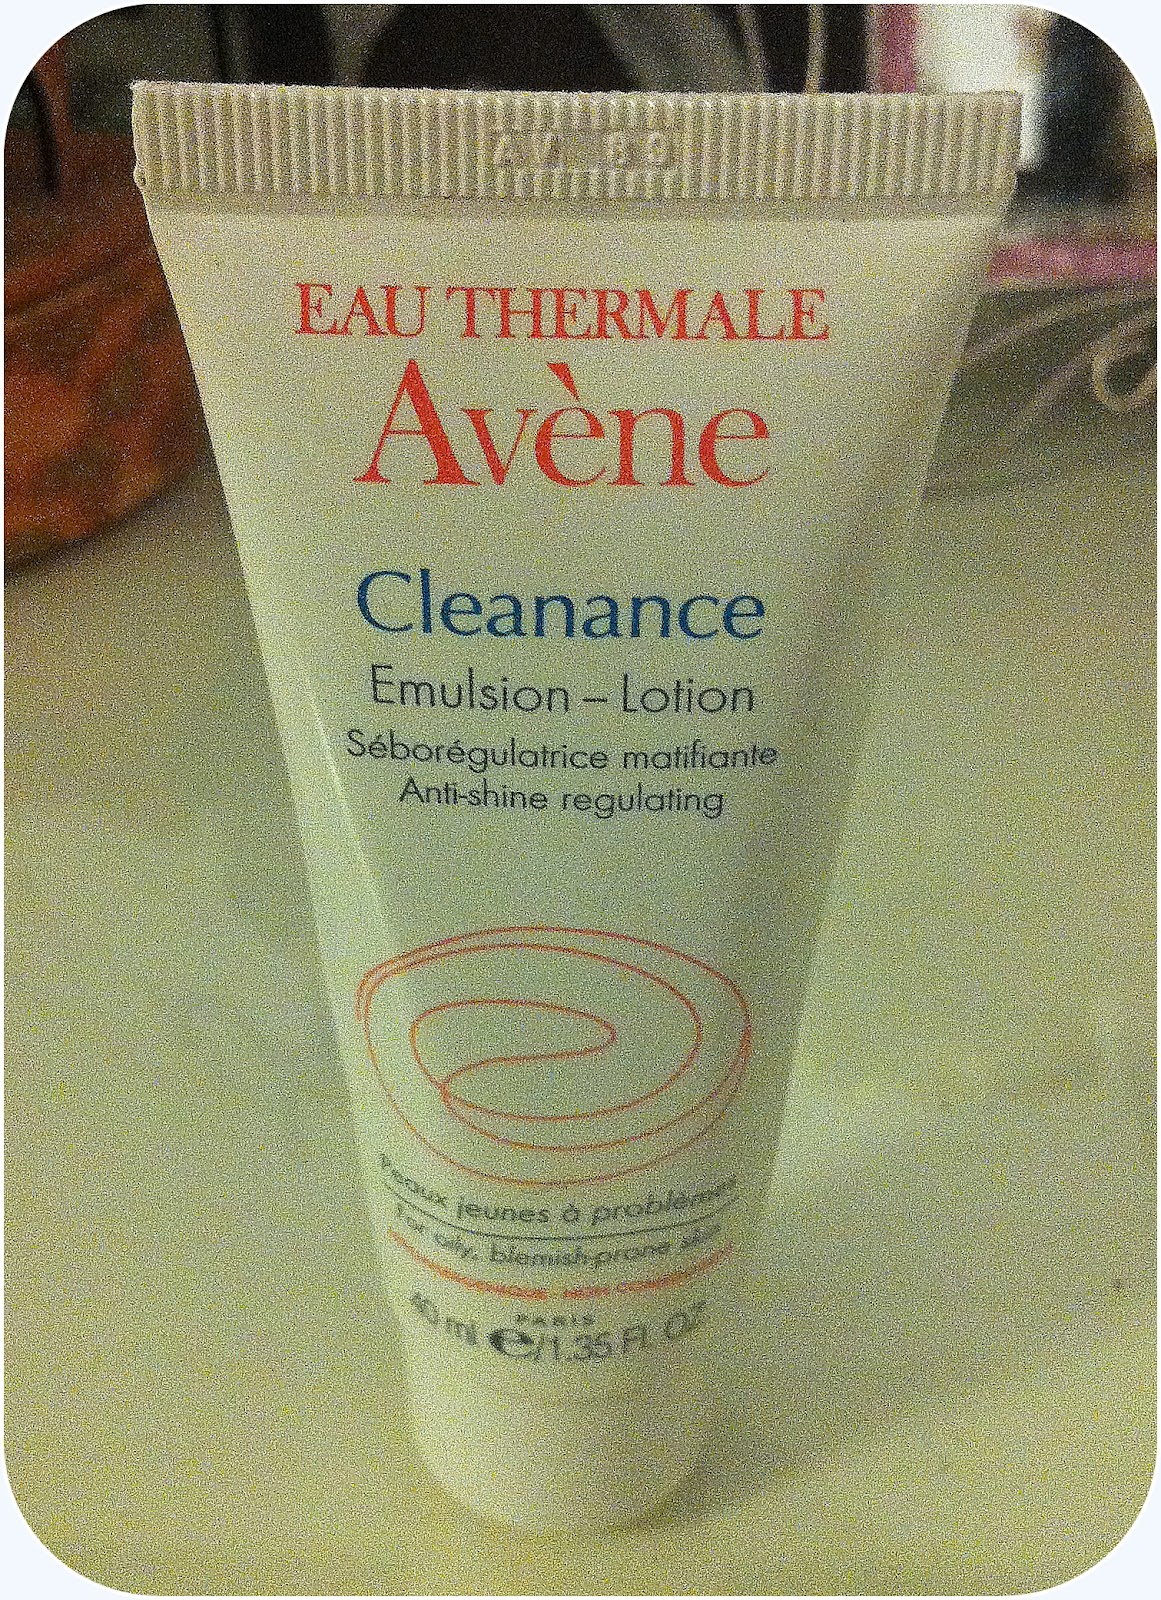 EAU THERMALE
Avène
Cleanance
Emulsion – Lotion
Séborégulatrice matifiante
Anti-shine regulating
Peaux jeunes à problèmes
For oily, blemish-prone skin
PARIS
40 ml e/1.35 Fl. OZ